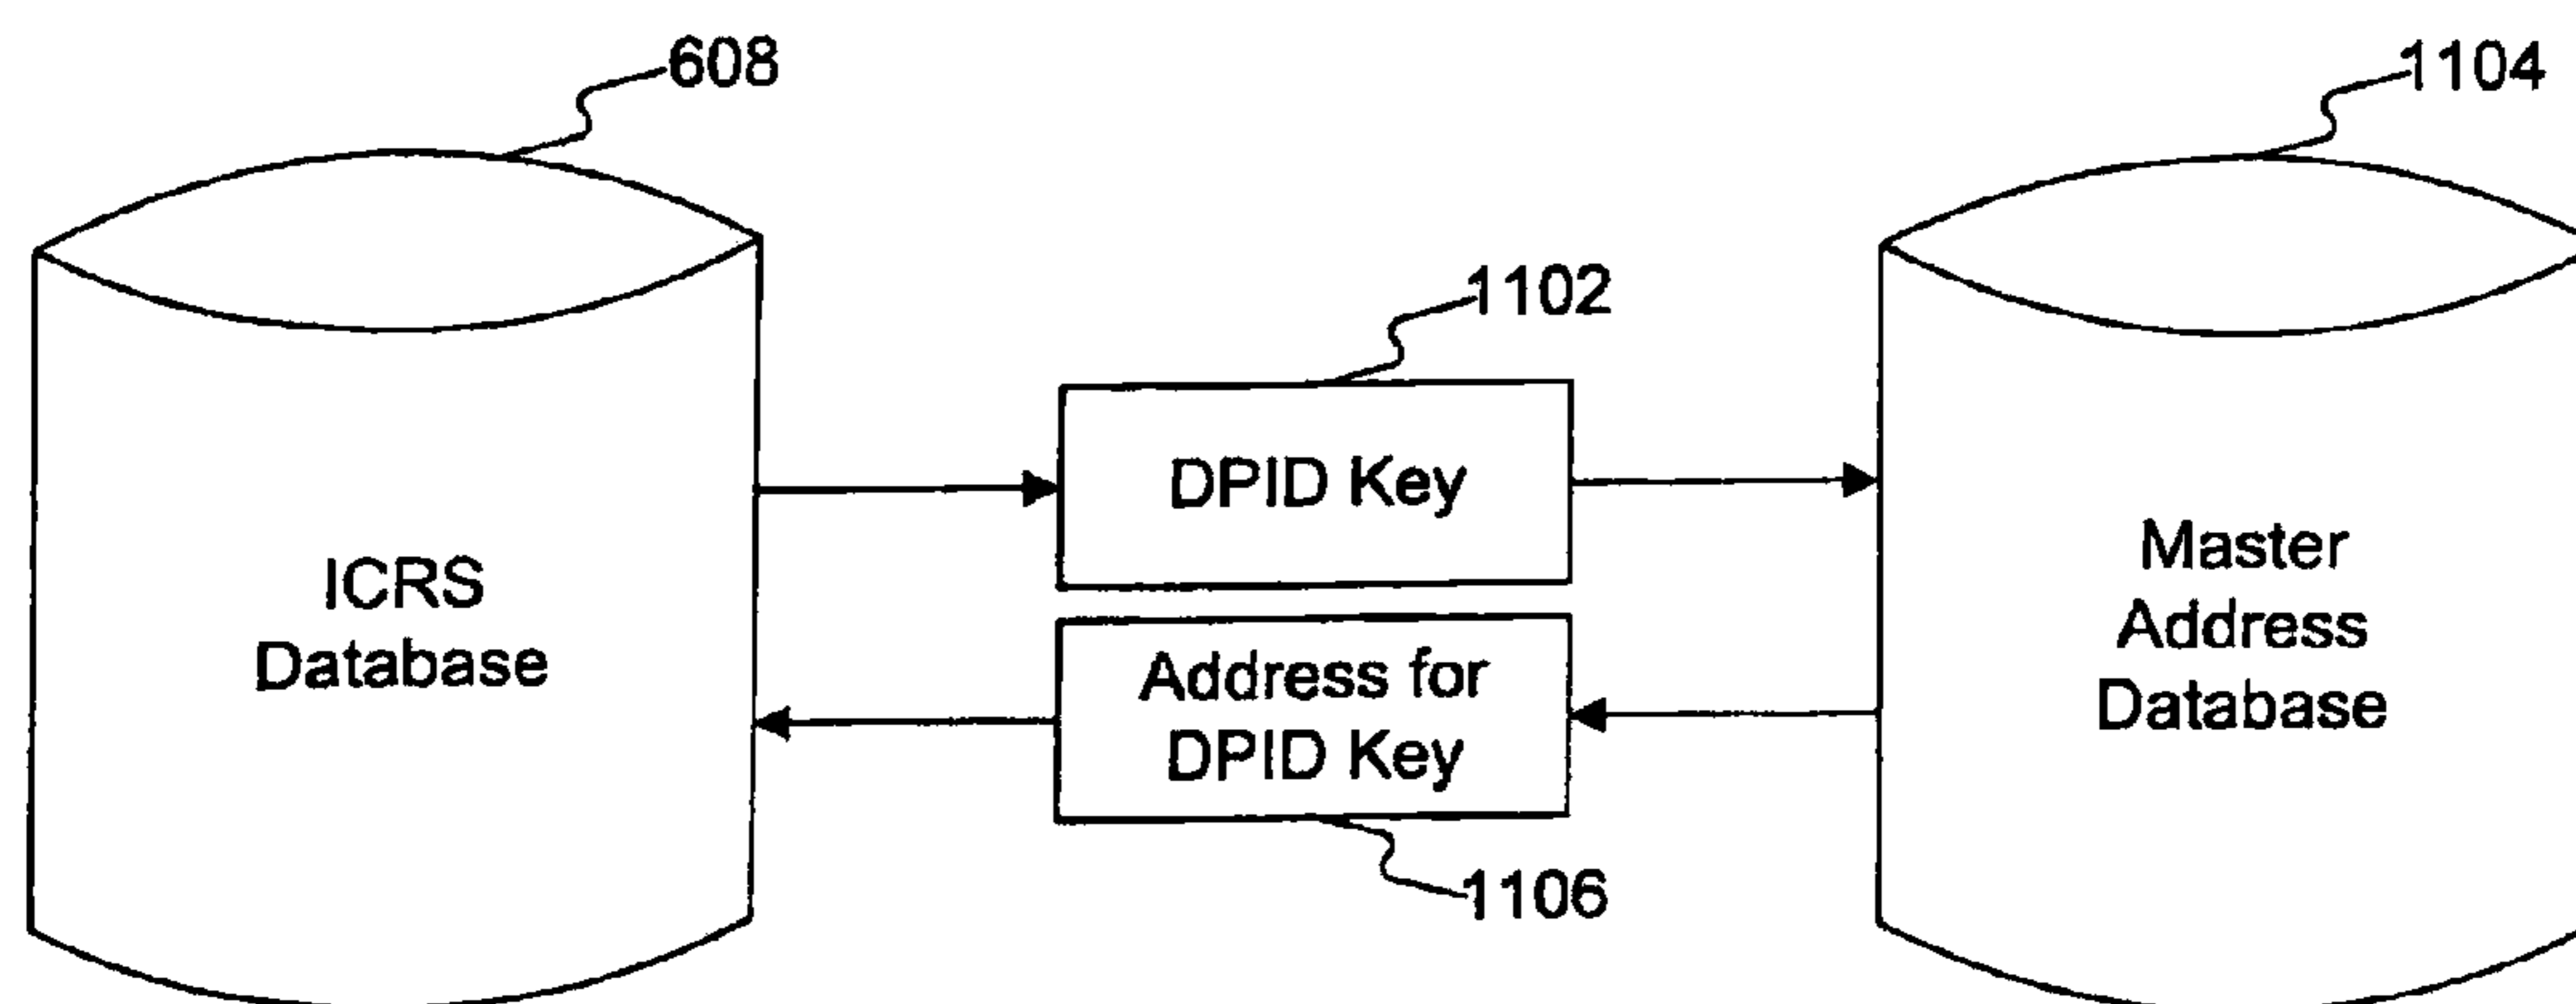 608
1104
1102
DPID Key
ICRS
Database
Master
Address
Database
Address for
DPID Key
1106